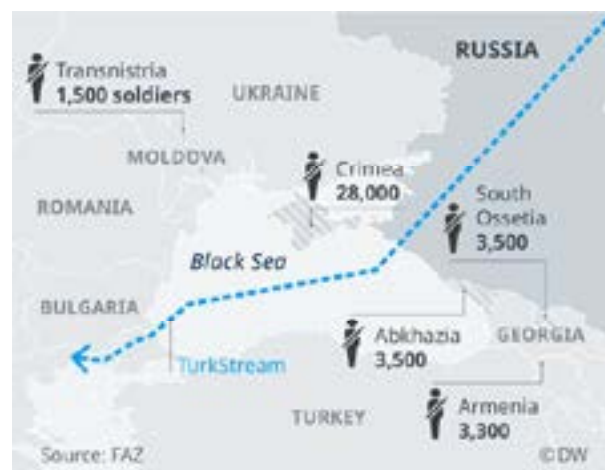 RUSSIA
Transnistria
1,500 soldiers
UKRAINE
MOLDOVA
Crimea
28,000
South
Ossetia
3,500
ROMANIA
Black Sea
BULGARIA
Abkhazia
3,500
GEORGIA
TurkStream
Armenia
3,300
TURKEY
Source: FAZ
©DW